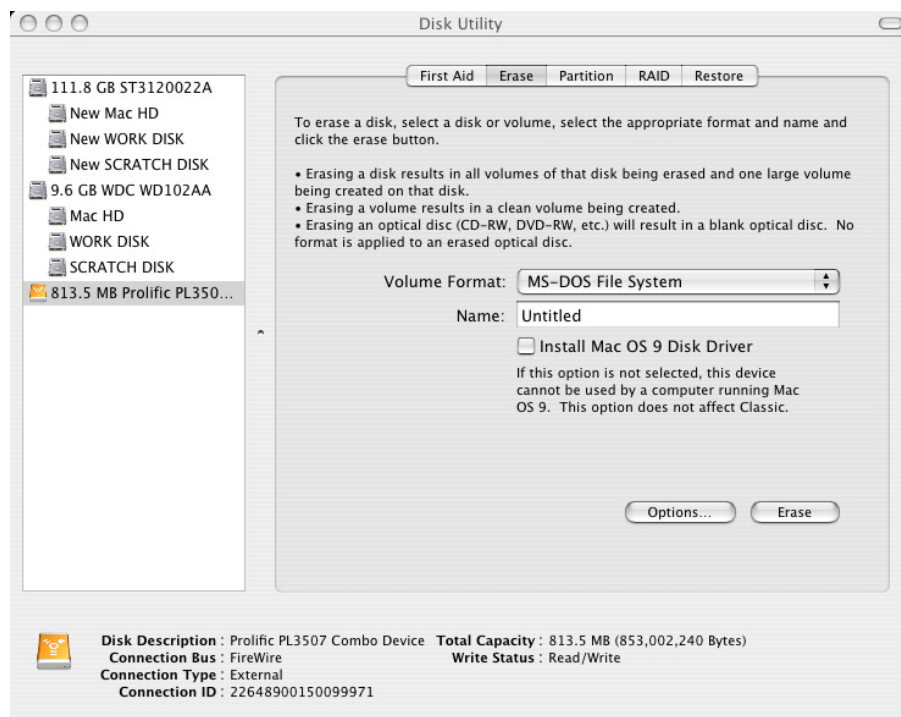 Disk Utility
111.8 GB ST3120022A
New Mac HD
New WORK DISK
New SCRATCH DISK
9.6 GB WDC WD102AA
Mac HD
WORK DISK
SCRATCH DISK
813.5 MB Prolific PL350...
First Aid Erase Partition RAID Restore
To erase a disk, select a disk or volume, select the appropriate format and name and
click the erase button.
• Erasing a disk results in all volumes of that disk being erased and one large volume
being created on that disk.
• Erasing a volume results in a clean volume being created.
• Erasing an optical disc (CD-RW, DVD-RW, etc.) will result in a blank optical disc. No
format is applied to an erased optical disc.
Volume Format: MS-DOS File System
Name: Untitled
Install Mac OS 9 Disk Driver
If this option is not selected, this device
cannot be used by a computer running Mac
OS 9. This option does not affect Classic.
Options... Erase
Disk Description : Prolific PL3507 Combo Device Total Capacity : 813.5 MB (853,002,240 Bytes)
Connection Bus : FireWire Write Status : Read/Write
Connection Type : External
Connection ID : 22648900150099971